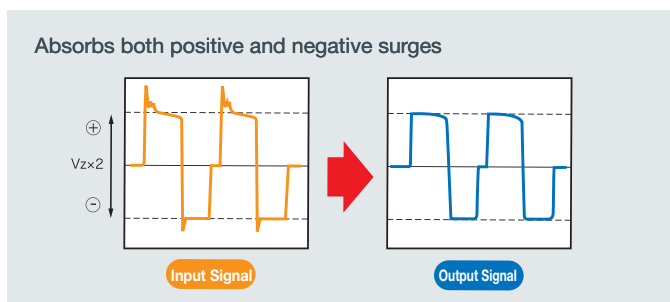 Absorbs both positive and negative surges
⊕
Vz×2
⊖
Input Signal
Output Signal